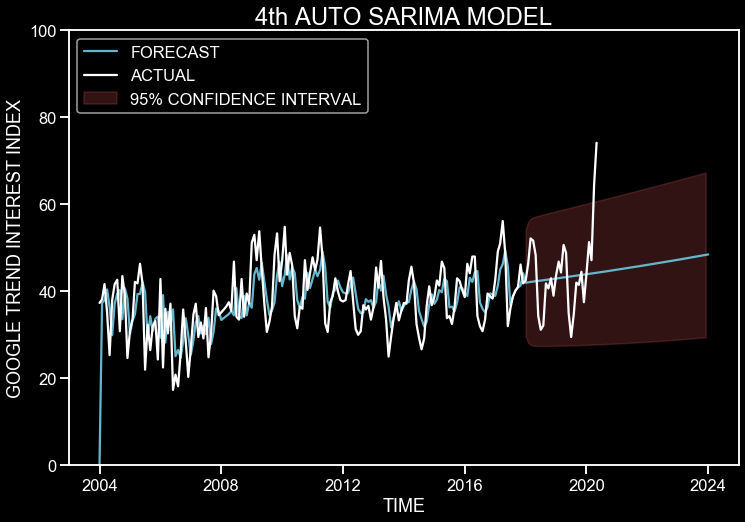 4th AUTO SARIMA MODEL
FORECAST
ACTUAL
95% CONFIDENCE INTERVAL
GOOGLE TREND INTEREST INDEX
100
80
60
40
20
0
2004 2008 2012 2016 2020 2024
TIME